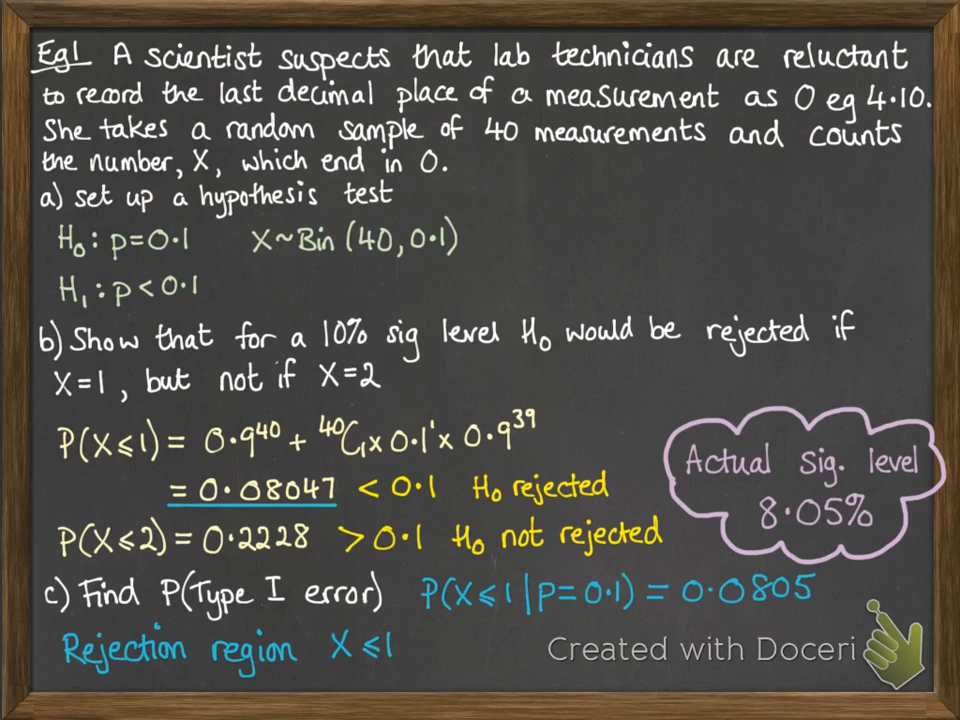 Eg1 A scientist suspects that lab technicians are reluctant
to record the last decimal place of a measurement as 0 eg 4·10.
She takes a random sample of 40 measurements and counts
the number, X, which end in 0.
a) set up a hypothesis test
H₀: p=0·1 X~Bin (40, 0·1)
H₁: p<0·1
b) Show that for a 10% sig level H₀ would be rejected if
X=1, but not if X=2
P(X⩽1) = 0·9⁴⁰ + ⁴⁰C₁ x 0·1¹ x 0·9³⁹
= 0·08047 < 0·1 H₀ rejected
P(X⩽2) = 0·2228 > 0·1 H₀ not rejected
Actual sig. level
8·05%
c) Find P(Type I error) P(X⩽1 | P=0·1) = 0·0805
Rejection region X⩽1
Created with Doceri